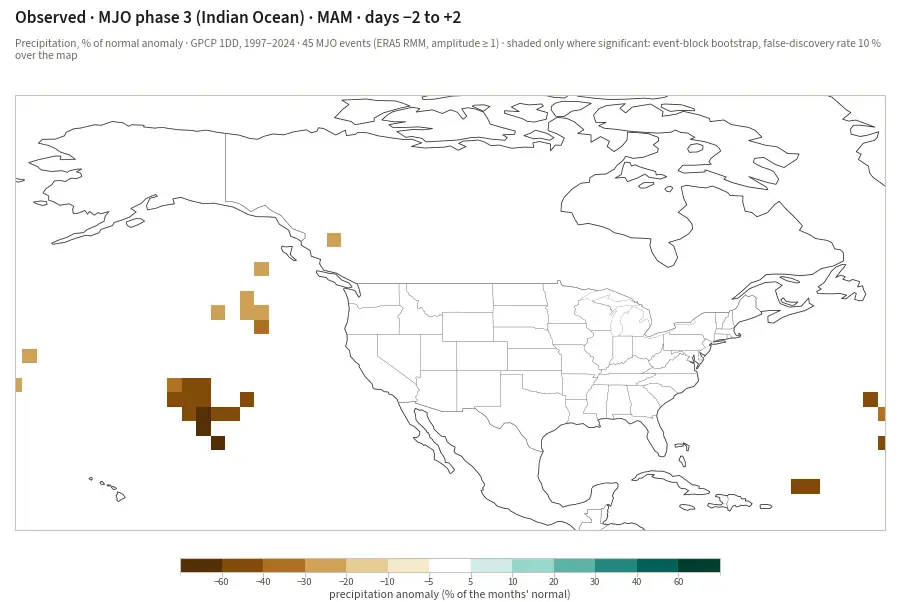 Observed · MJO phase 3 (Indian Ocean) · MAM · days −2 to +2
Precipitation, % of normal anomaly · GPCP 1DD, 1997–2024 · 45 MJO events (ERA5 RMM, amplitude ≥ 1) · shaded only where significant: event-block bootstrap, false-discovery rate 10 %
over the map
−60 −40 −30 −20 −10 −5 5 10 20 30 40 60
precipitation anomaly (% of the months' normal)